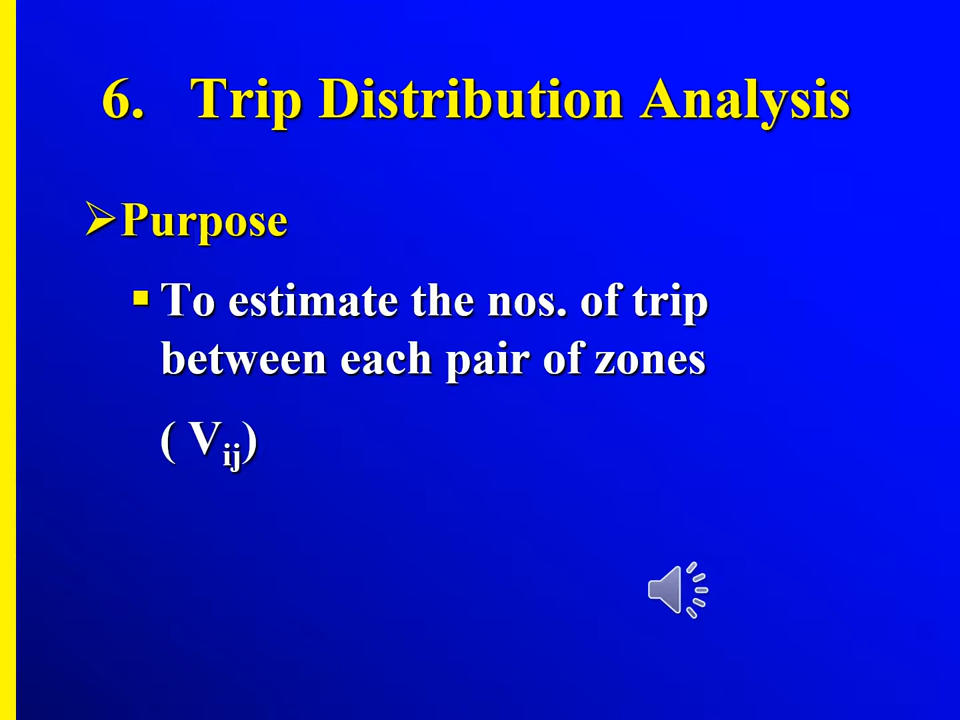 6. Trip Distribution Analysis
➢Purpose
▪ To estimate the nos. of trip
between each pair of zones
( Vij)